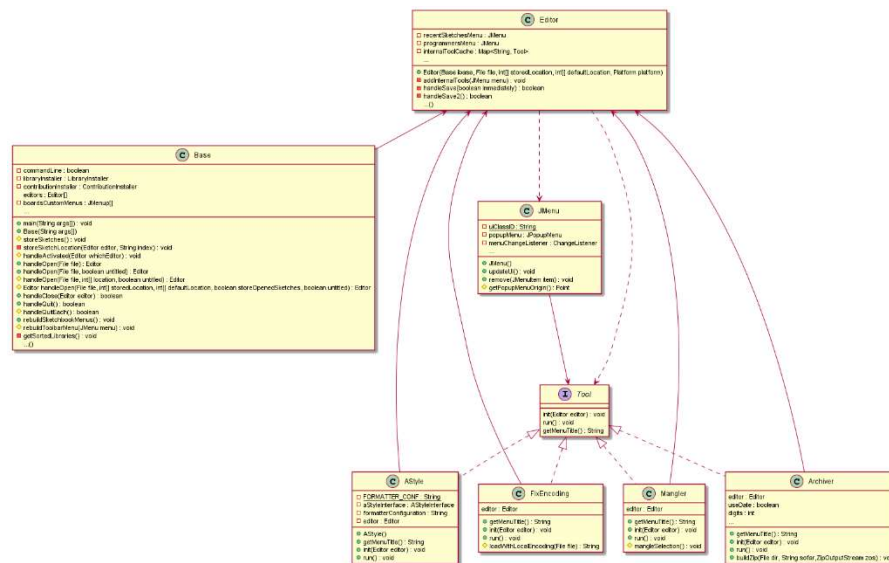 C Editor
recentSketchesMenu : JMenu
programmersMenu : JMenu
internalToolCache : Map<String, Tool>
...
Editor(Base ibase, File file, int[] storedLocation, int[] defaultLocation, Platform platform)
addInternalTools(JMenu menu) : void
handleSave(boolean immediately) : boolean
handleSave2() : boolean
...()
C Base
commandLine : boolean
libraryInstaller : LibraryInstaller
contributionInstaller : ContributionInstaller
editors : Editor[]
boardsCustomMenus : JMenu[]
...
main(String args[]) : void
Base(String args[])
storeSketches() : void
storeSketchLocation(Editor editor, String index) : void
handleActivated(Editor whichEditor) : void
handleOpen(File file) : Editor
handleOpen(File file, boolean untitled) : Editor
handleOpen(File file, int[] location, boolean untitled) : Editor
Editor handleOpen(File file, int[] storedLocation, int[] defaultLocation, boolean storeOpenedSketches, boolean untitled) : Editor
handleClose(Editor editor) : boolean
handleQuit() : boolean
handleQuitEach() : boolean
rebuildSketchbookMenus() : void
rebuildToolbarMenu(JMenu menu) : void
getSortedLibraries() : void
...()
C JMenu
uiClassID : String
popupMenu : JPopupMenu
menuChangeListener : ChangeListener
...
JMenu()
updateUI() : void
remove(JMenuItem item) : void
getPopupMenuOrigin() : Point
I Tool
init(Editor editor) : void
run() : void
getMenuTitle() : String
C AStyle
FORMATTER_CONF : String
aStyleInterface : AStyleInterface
formatterConfiguration : String
editor : Editor
AStyle()
getMenuTitle() : String
init(Editor editor) : void
run() : void
C FixEncoding
editor : Editor
getMenuTitle() : String
init(Editor editor) : void
run() : void
loadWithLocalEncoding(File file) : String
C Mangler
editor : Editor
getMenuTitle() : String
init(Editor editor) : void
run() : void
mangleSelection() : void
C Archiver
editor : Editor
useDate : boolean
digits : int
...
getMenuTitle() : String
init(Editor editor) : void
run() : void
buildZip(File dir, String sofar, ZipOutputStream zos) : void